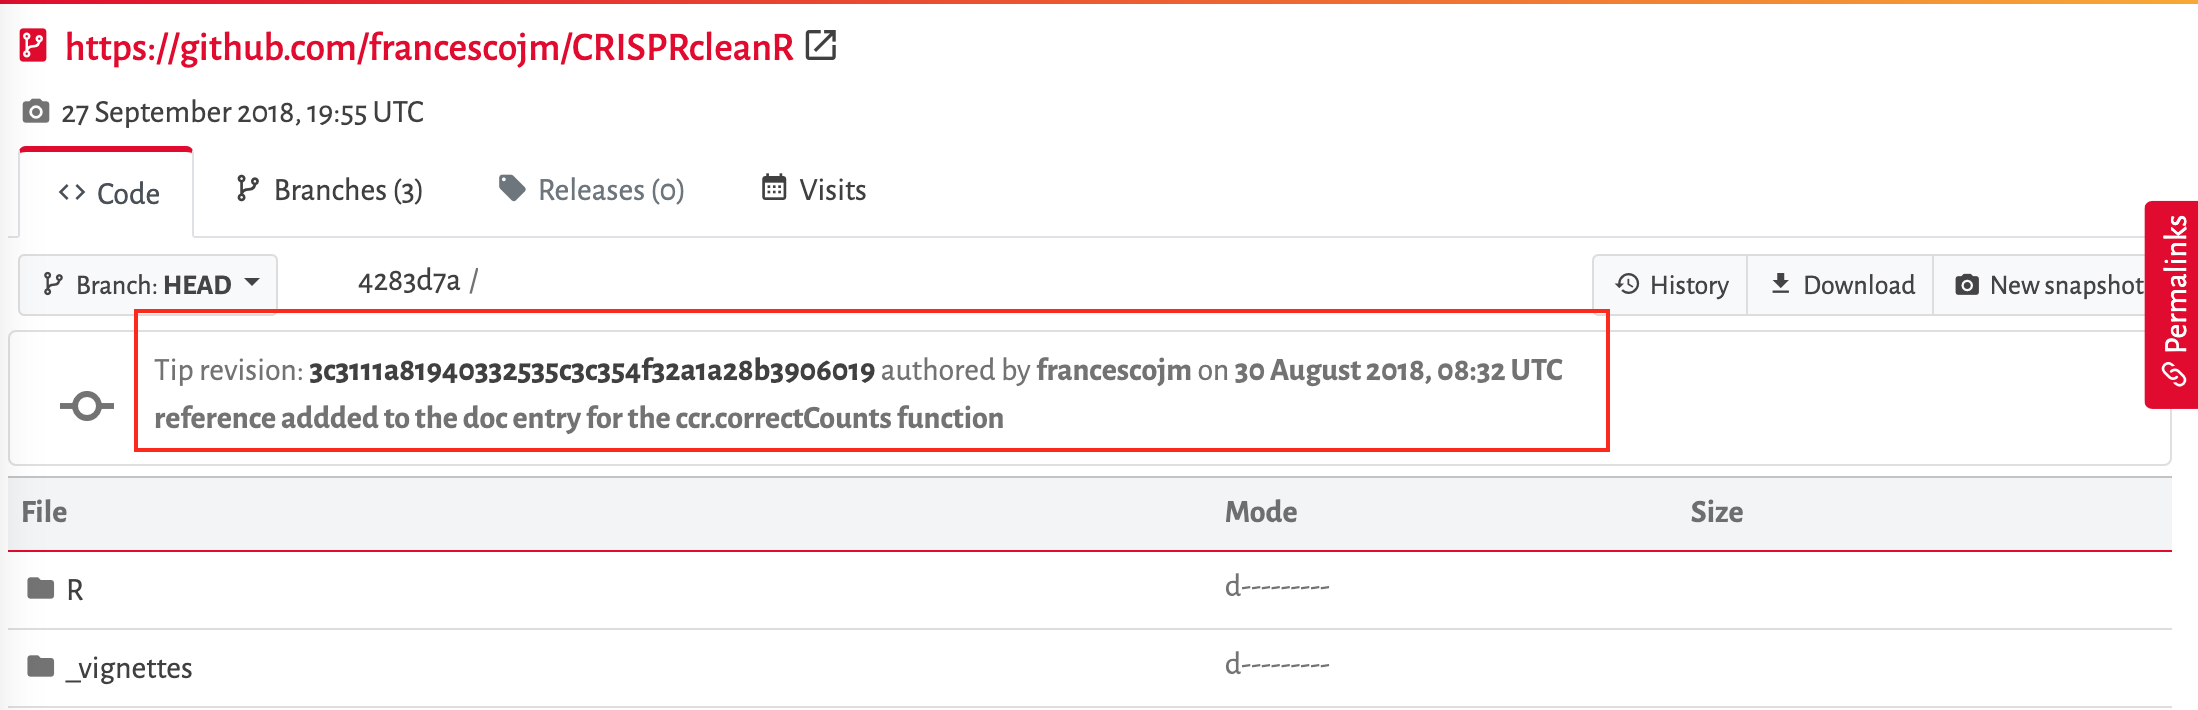 https://github.com/francescojm/CRISPRcleanR
27 September 2018, 19:55 UTC
Code Branches (3) Releases (0) Visits
Branch: HEAD 4283d7a / History Download New snapshot
Permalinks
Tip revision: 3c3111a81940332535c3c354f32a1a28b3906019 authored by francescojm on 30 August 2018, 08:32 UTC
reference addded to the doc entry for the ccr.correctCounts function
File Mode Size
R d---------
_vignettes d---------